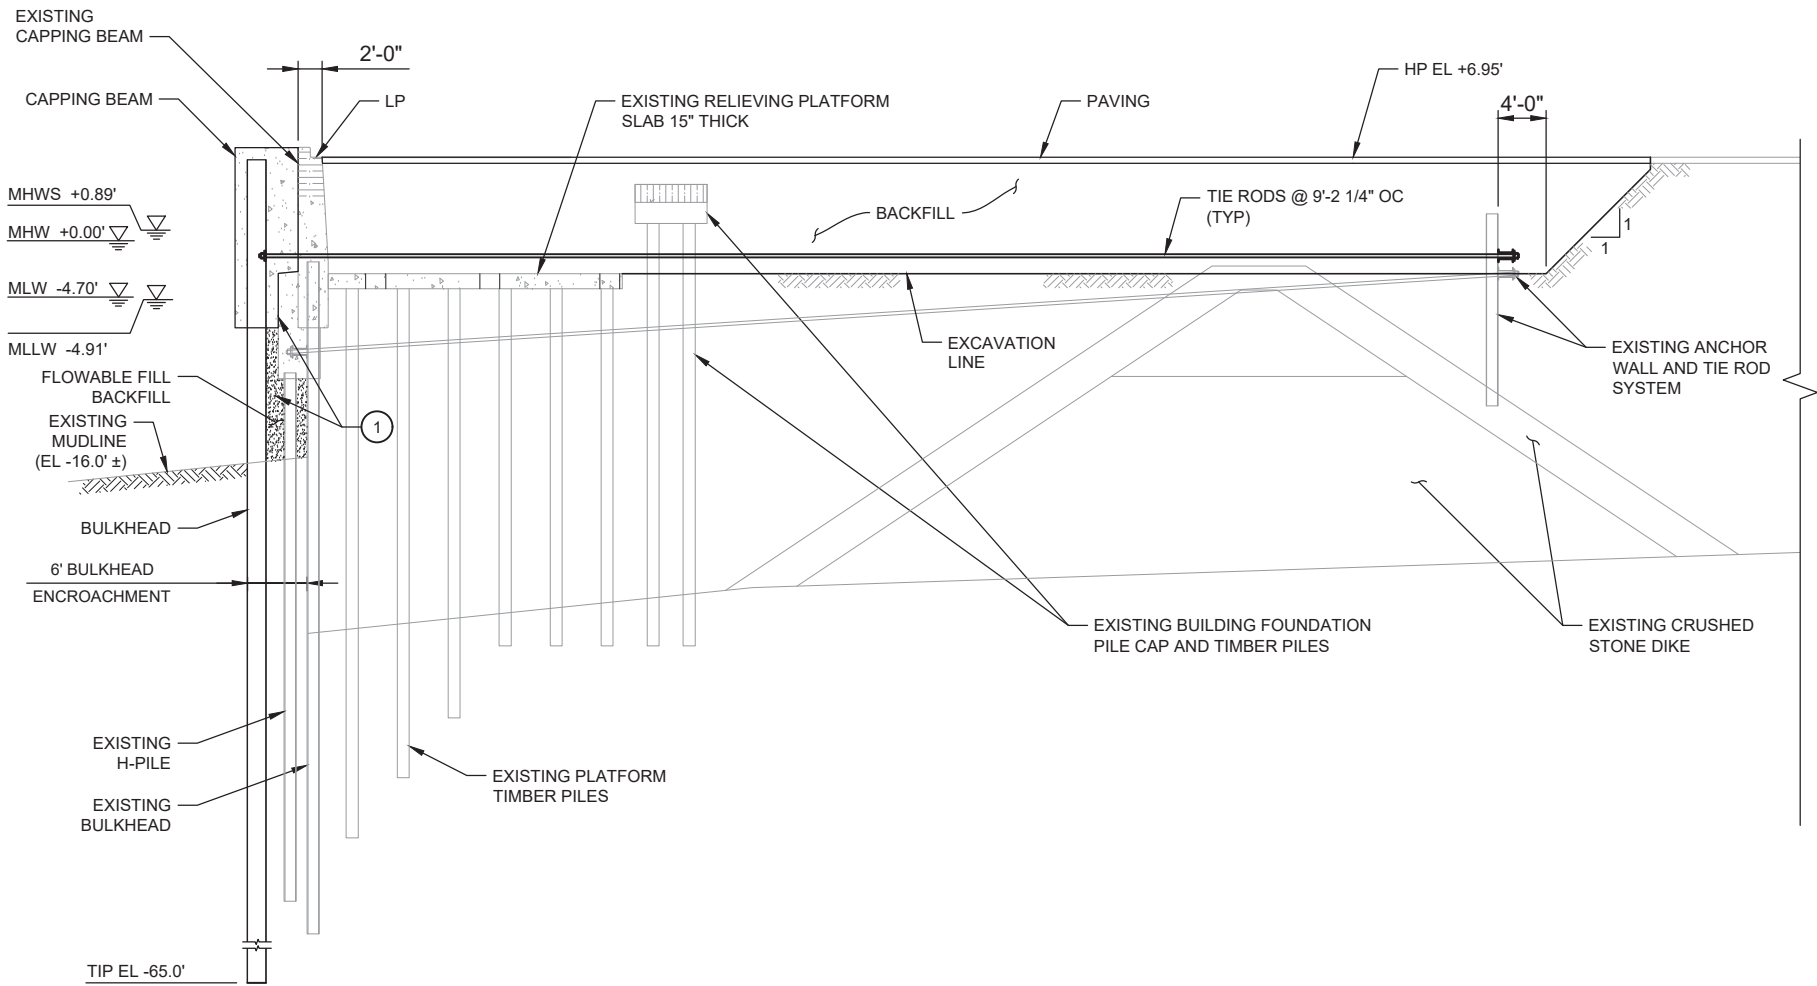 EXISTING
CAPPING BEAM
2'-0"
HP EL +6.95'
CAPPING BEAM
LP
EXISTING RELIEVING PLATFORM
SLAB 15" THICK
PAVING
4'-0"
MHWS +0.89'
MHW +0.00'
BACKFILL
TIE RODS @ 9'-2 1/4" OC
(TYP)
1
1
MLW -4.70'
MLLW -4.91'
EXCAVATION
LINE
EXISTING ANCHOR
WALL AND TIE ROD
SYSTEM
FLOWABLE FILL
BACKFILL
1
EXISTING
MUDLINE
(EL -16.0' ±)
BULKHEAD
6' BULKHEAD
ENCROACHMENT
EXISTING BUILDING FOUNDATION
PILE CAP AND TIMBER PILES
EXISTING CRUSHED
STONE DIKE
EXISTING
H-PILE
EXISTING PLATFORM
TIMBER PILES
EXISTING
BULKHEAD
TIP EL -65.0'